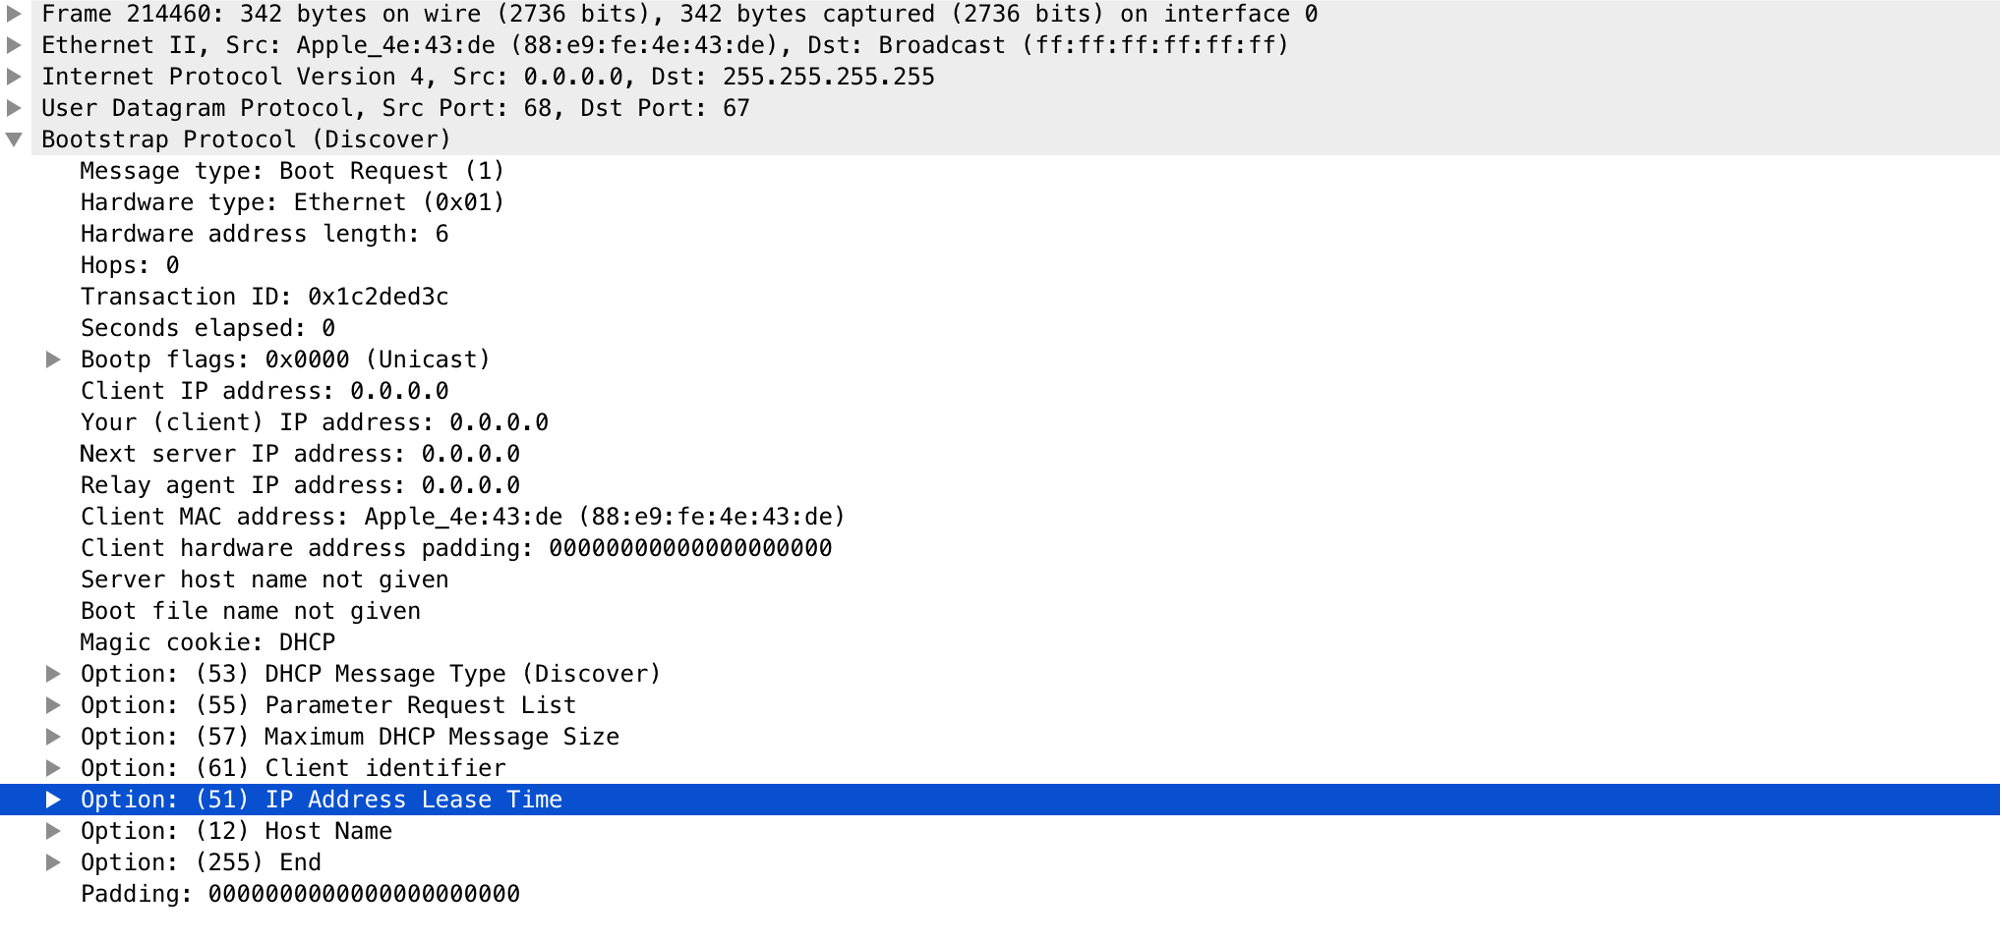 Frame 214460: 342 bytes on wire (2736 bits), 342 bytes captured (2736 bits) on interface 0
Ethernet II, Src: Apple_4e:43:de (88:e9:fe:4e:43:de), Dst: Broadcast (ff:ff:ff:ff:ff:ff)
Internet Protocol Version 4, Src: 0.0.0.0, Dst: 255.255.255.255
User Datagram Protocol, Src Port: 68, Dst Port: 67
Bootstrap Protocol (Discover)
Message type: Boot Request (1)
Hardware type: Ethernet (0x01)
Hardware address length: 6
Hops: 0
Transaction ID: 0x1c2ded3c
Seconds elapsed: 0
Bootp flags: 0x0000 (Unicast)
Client IP address: 0.0.0.0
Your (client) IP address: 0.0.0.0
Next server IP address: 0.0.0.0
Relay agent IP address: 0.0.0.0
Client MAC address: Apple_4e:43:de (88:e9:fe:4e:43:de)
Client hardware address padding: 00000000000000000000
Server host name not given
Boot file name not given
Magic cookie: DHCP
Option: (53) DHCP Message Type (Discover)
Option: (55) Parameter Request List
Option: (57) Maximum DHCP Message Size
Option: (61) Client identifier
Option: (51) IP Address Lease Time
Option: (12) Host Name
Option: (255) End
Padding: 0000000000000000000000